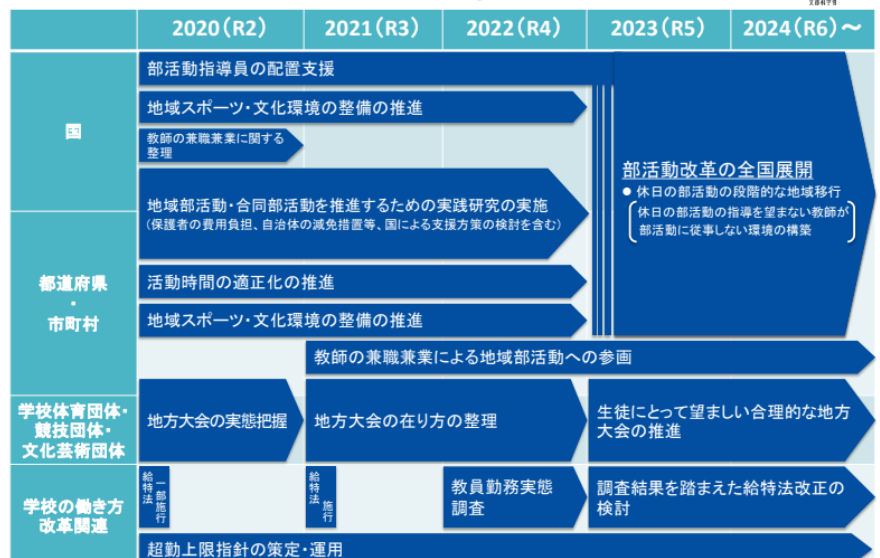 2020(R2)
2021(R3)
2022(R4)
2023(R5)
2024(R6)～
国
部活動指導員の配置支援
地域スポーツ・文化環境の整備の推進
教師の兼職兼業に関する
整理
地域部活動・合同部活動を推進するための実践研究の実施
(保護者の費用負担、自治体の減免措置等、国による支援方策の検討を含む)
部活動改革の全国展開
● 休日の部活動の段階的な地域移行
休日の部活動の指導を望まない教師が
部活動に従事しない環境の構築
都道府県
・
市町村
活動時間の適正化の推進
地域スポーツ・文化環境の整備の推進
教師の兼職兼業による地域部活動への参画
学校体育団体・
競技団体・
文化芸術団体
地方大会の実態把握
地方大会の在り方の整理
生徒にとって望ましい合理的な地方
大会の推進
学校の働き方
改革関連
給特法
一部施行
給特法
施行
教員勤務実態
調査
調査結果を踏まえた給特法改正の
検討
超勤上限指針の策定・運用